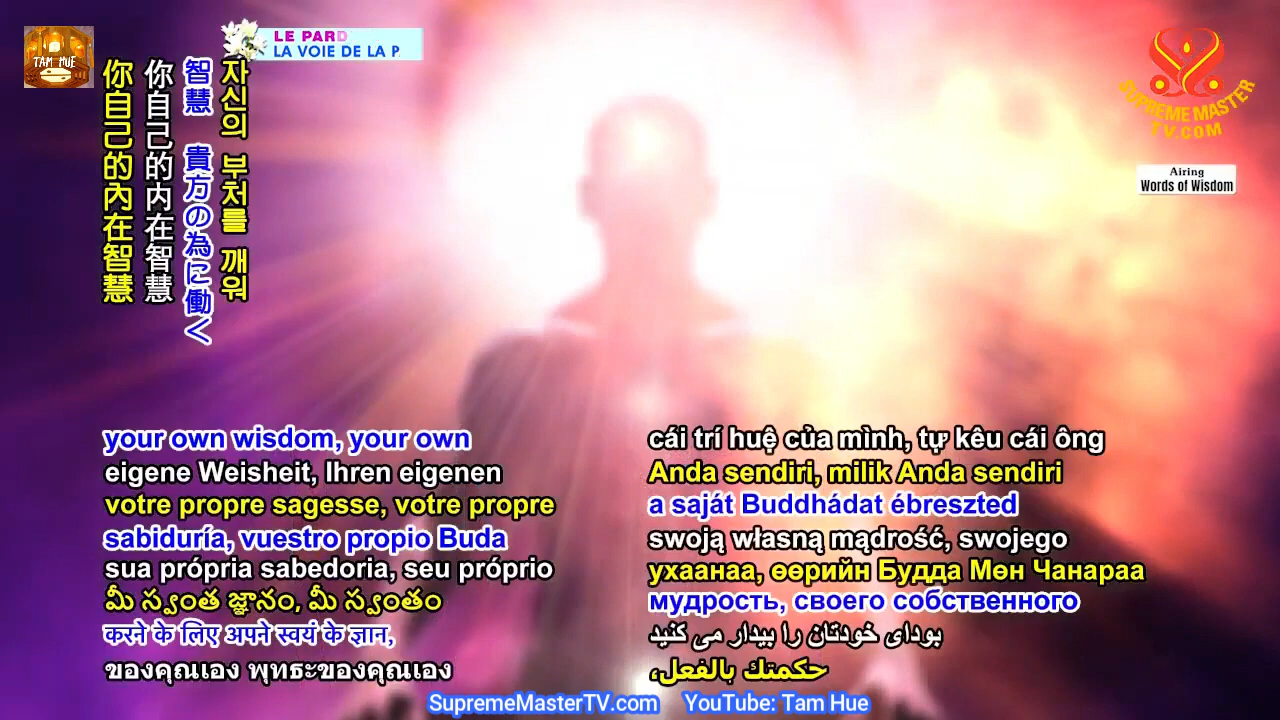 TAM HUE
LE PARD
LA VOIE DE LA P
SUPREME MASTER
TV.COM
Airing
Words of Wisdom
자신의 부처를 깨워
智慧 貴方の為に働く
你自己的内在智慧
你自己的內在智慧
your own wisdom, your own
eigene Weisheit, Ihren eigenen
votre propre sagesse, votre propre
sabiduría, vuestro propio Buda
sua própria sabedoria, seu próprio
మీ స్వంత జ్ఞానం, మీ స్వంతం
करने के लिए अपने स्वयं के ज्ञान,
ของคุณเอง พุทธะของคุณเอง
cái trí huệ của mình, tự kêu cái ông
Anda sendiri, milik Anda sendiri
a saját Buddhádat ébreszted
swoją własną mądrość, swojego
ухаанаа, өөрийн Будда Мөн Чанараа
мудрость, своего собственного
بودای خودتان را بیدار می کنید
حكمتك بالفعل،
SupremeMasterTV.com YouTube: Tam Hue